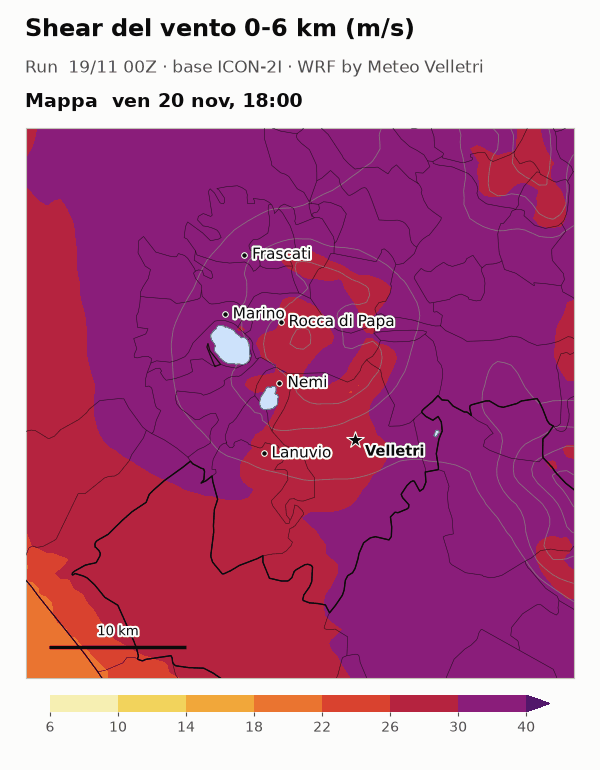 Shear del vento 0-6 km (m/s)
Run  19/11 00Z · base ICON-2I · WRF by Meteo Velletri
Mappa  ven 20 nov, 18:00
Frascati
Marino
Rocca di Papa
Nemi
Velletri
Lanuvio
10 km
6 10 14 18 22 26 30 40